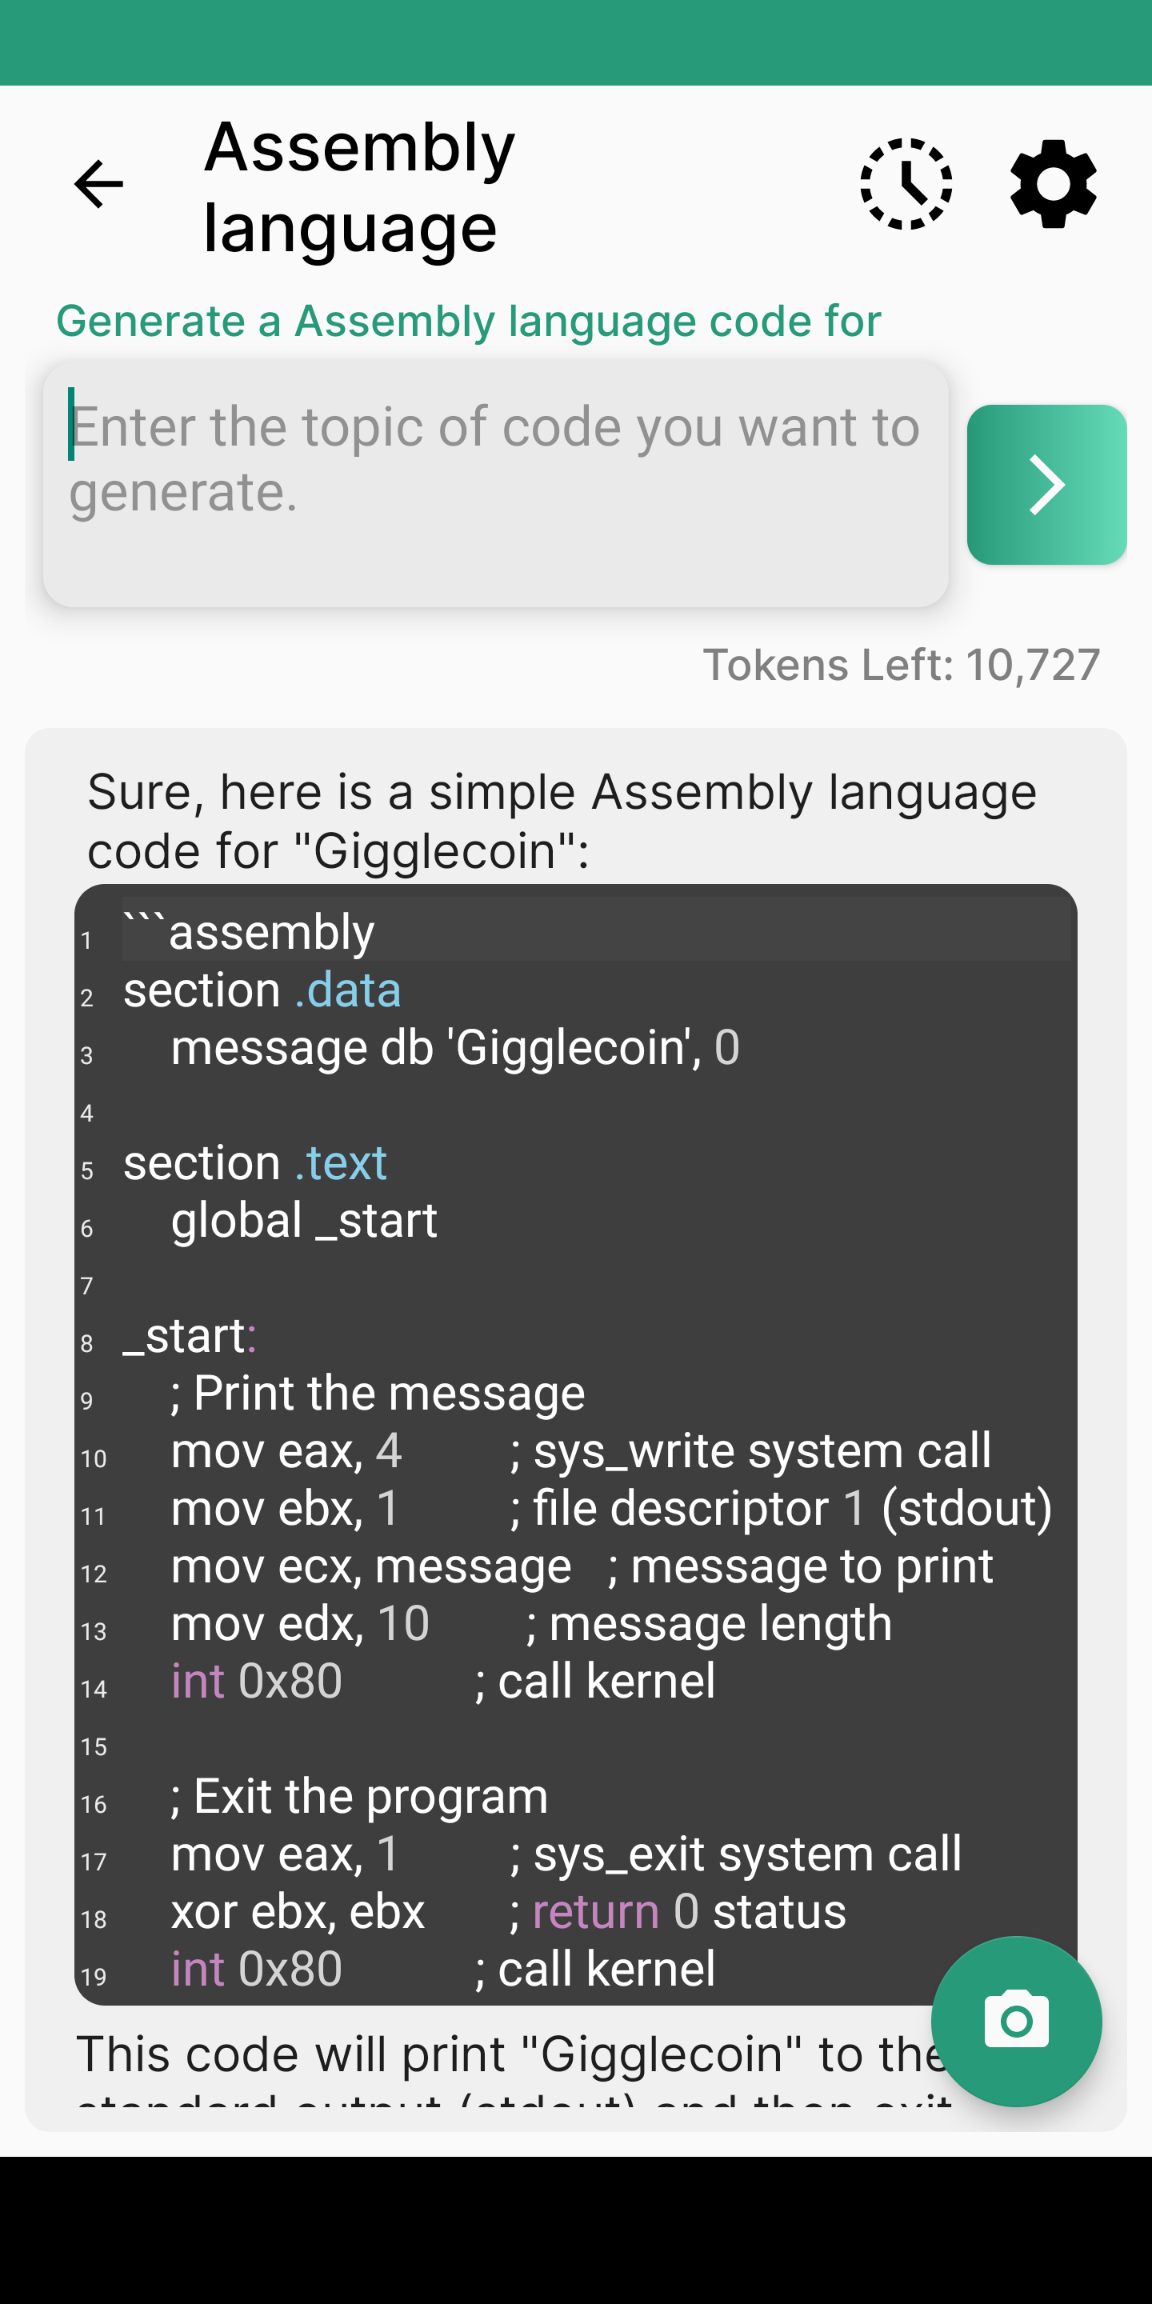 Assembly
language
Generate a Assembly language code for
Enter the topic of code you want to
generate.
Tokens Left: 10,727
Sure, here is a simple Assembly language
code for "Gigglecoin":
1 ```assembly
2 section .data
3     message db 'Gigglecoin', 0
4
5 section .text
6     global _start
7
8 _start:
9     ; Print the message
10     mov eax, 4         ; sys_write system call
11     mov ebx, 1         ; file descriptor 1 (stdout)
12     mov ecx, message   ; message to print
13     mov edx, 10        ; message length
14     int 0x80           ; call kernel
15
16     ; Exit the program
17     mov eax, 1         ; sys_exit system call
18     xor ebx, ebx       ; return 0 status
19     int 0x80           ; call kernel
This code will print "Gigglecoin" to the
standard output (stdout) and then exit